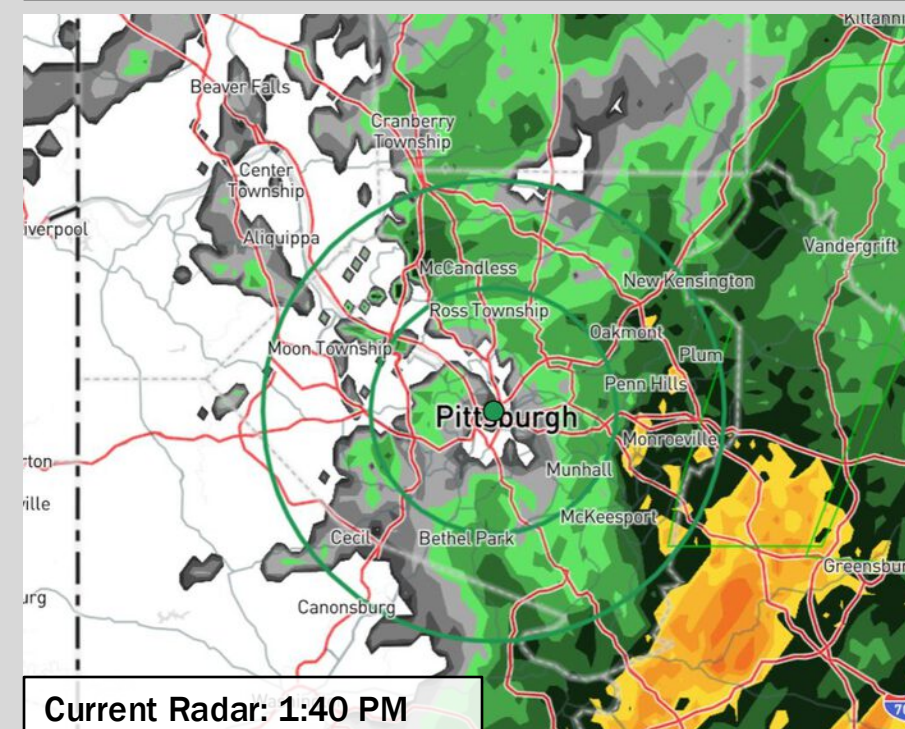 Kittanni
Beaver Falls
Cranberry
Township
Center
Township
iverpool
Aliquippa
Vandergrift
McCandless
New Kensington
Ross Township
Oakmont
Moon Township
Plum
Penn Hills
Pittsburgh
Monroeville
rton
Munhall
ville
McKeesport
Cecil
Bethel Park
Greensbur
urg
Canonsburg
Current Radar: 1:40 PM